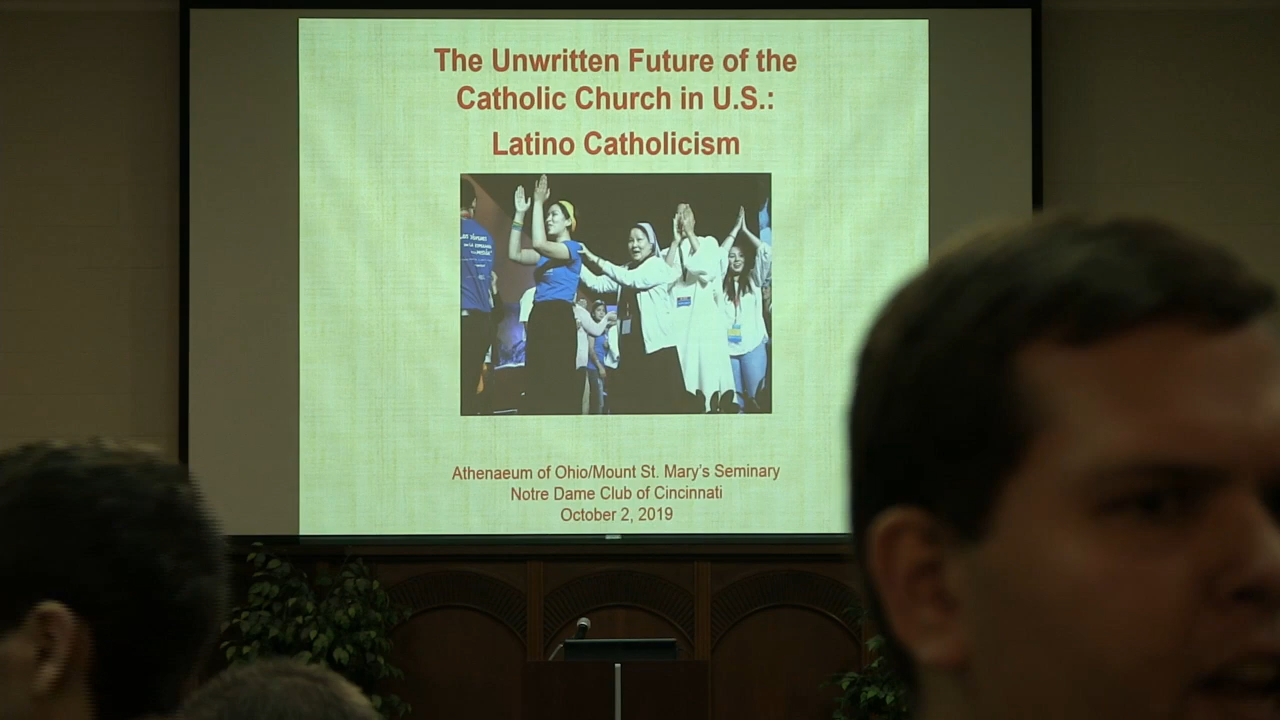 The Unwritten Future of the
Catholic Church in U.S.:
Latino Catholicism
Athenaeum of Ohio/Mount St. Mary's Seminary
Notre Dame Club of Cincinnati
October 2, 2019